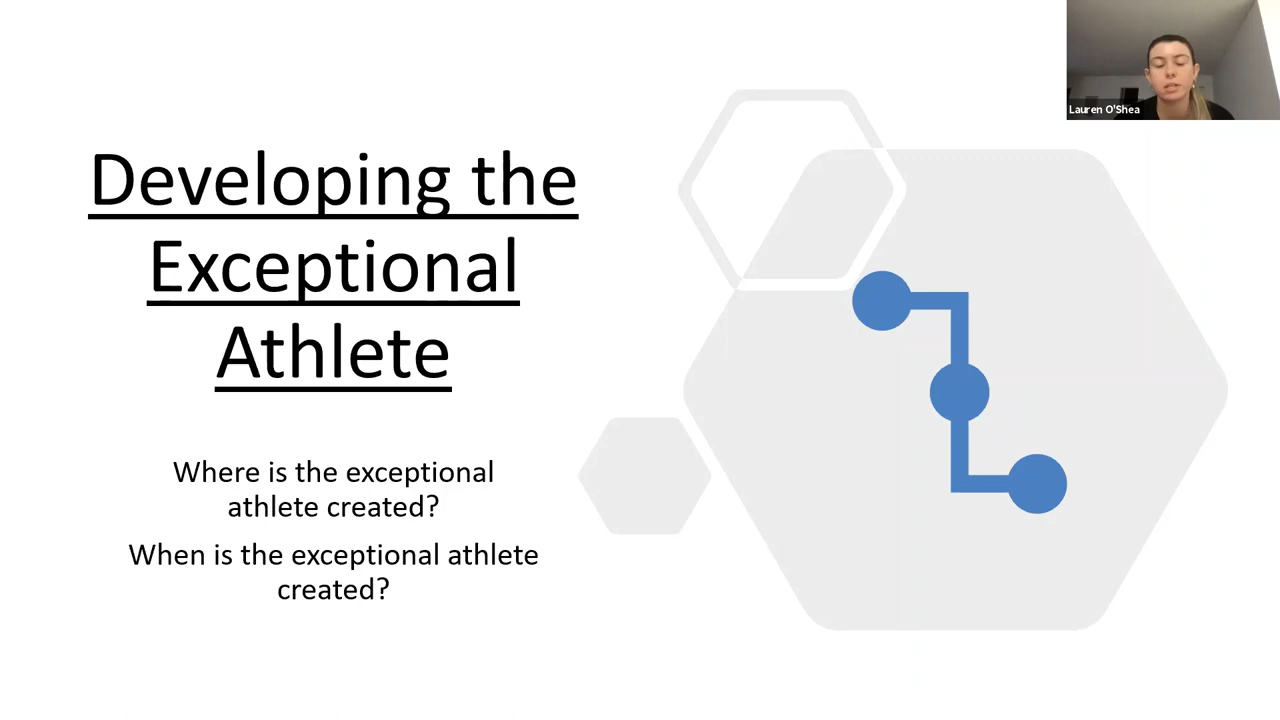 Lauren O'Shea
Developing the
Exceptional
Athlete
Where is the exceptional
athlete created?
When is the exceptional athlete
created?